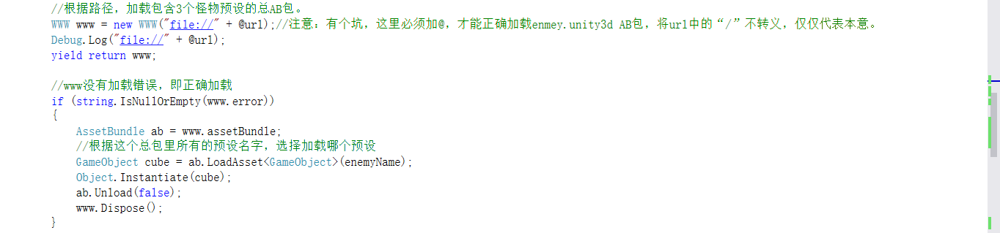 //根据路径，加载包含3个怪物预设的总AB包。
WWW www = new WWW("file://" + @url);//注意：有个坑，这里必须加@，才能正确加载enmey.unity3d AB包，将url中的“/”不转义，仅仅代表本意。
Debug.Log("file://" + @url);
yield return www;
//www没有加载错误，即正确加载
if (string.IsNullOrEmpty(www.error))
{
AssetBundle ab = www.assetBundle;
//根据这个总包里所有的预设名字，选择加载哪个预设
GameObject cube = ab.LoadAsset<GameObject>(enemyName);
Object.Instantiate(cube);
ab.Unload(false);
www.Dispose();
}